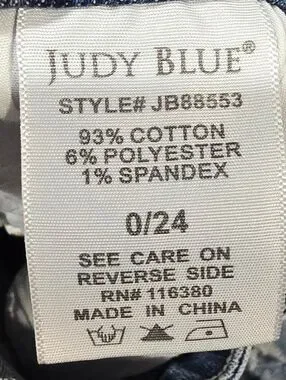 JUDY BLUE®
STYLE# JB88553
93% COTTON
6% POLYESTER
1% SPANDEX
0/24
SEE CARE ON
REVERSE SIDE
RN# 116380
MADE IN CHINA